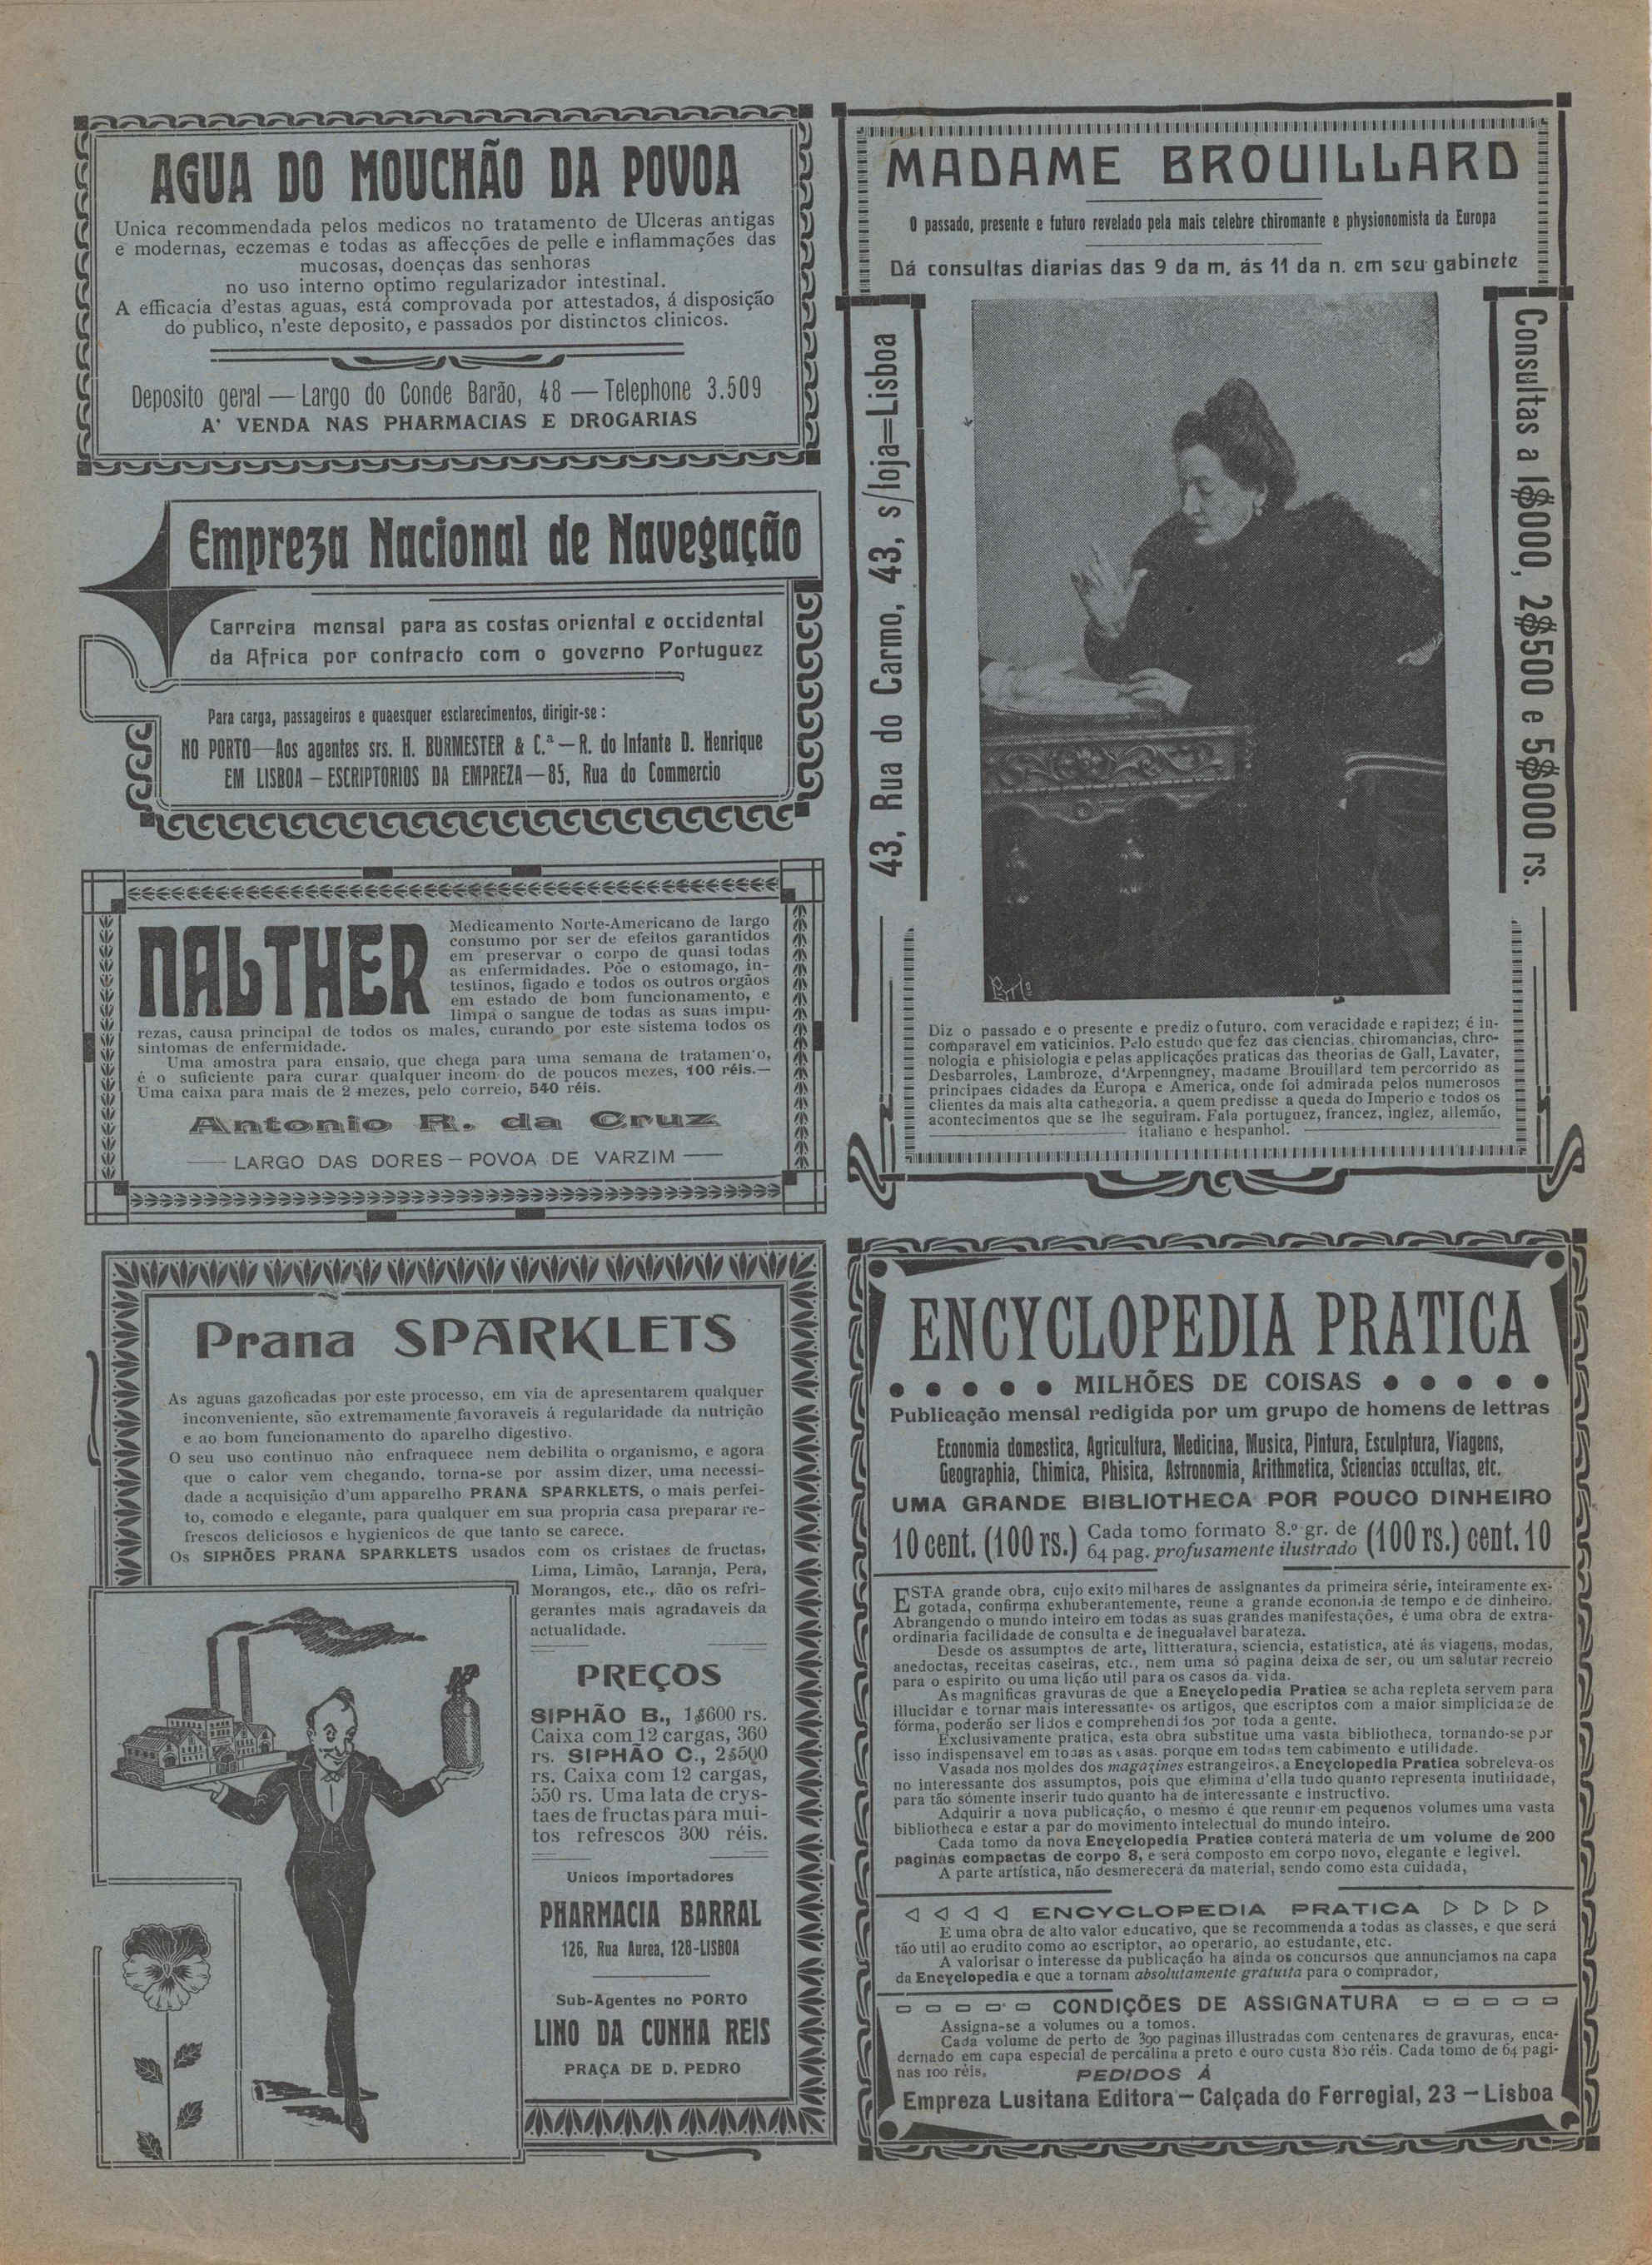 AGUA DO MOUCHÃO DA POVOA
Unica recommendada pelos medicos no tratamento de Ulceras antigas
e modernas, eczemas e todas as affecções de pelle e inflammações das
mucosas, doenças das senhoras
no uso interno optimo regularizador intestinal.
A efficacia d'estas aguas, está comprovada por attestados, á disposição
do publico, n'este deposito, e passados por distinctos clinicos.
Deposito geral — Largo do Conde Barão, 48 — Telephone 3.509
A' VENDA NAS PHARMACIAS E DROGARIAS
Empreza Nacional de Navegação
Carreira mensal para as costas oriental e occidental
da Africa por contracto com o governo Portuguez
Para carga, passageiros e quaesquer esclarecimentos, dirigir-se:
NO PORTO—Aos agentes srs. H. BURMESTER & C.ª — R. do Infante D. Henrique
EM LISBOA — ESCRIPTORIOS DA EMPREZA — 85, Rua do Commercio
NALTHER
Medicamento Norte-Americano de largo
consumo por ser de efeitos garantidos
em preservar o corpo de quasi todas
as enfermidades. Põe o estomago, in-
testinos, figado e todos os outros orgãos
em estado de bom funcionamento, e
limpa o sangue de todas as suas impu-
rezas, causa principal de todos os males, curando por este sistema todos os
sintomas de enfermidade.
Uma amostra para ensaio, que chega para uma semana de tratamen'o,
é o suficiente para curar qualquer incom do de poucos mezes, 100 réis.—
Uma caixa para mais de 2 mezes, pelo correio, 540 réis.
Antonio R. da Cruz
LARGO DAS DORES — POVOA DE VARZIM
Prana SPARKLETS
As aguas gazoficadas por este processo, em via de apresentarem qualquer
inconveniente, são extremamente favoraveis á regularidade da nutrição
e ao bom funcionamento do aparelho digestivo.
O seu uso continuo não enfraquece nem debilita o organismo, e agora
que o calor vem chegando, torna-se por assim dizer, uma necessi-
dade a acquisição d'um apparelho PRANA SPARKLETS, o mais perfei-
to, comodo e elegante, para qualquer em sua propria casa preparar re-
frescos deliciosos e hygienicos de que tanto se carece.
Os SIPHÕES PRANA SPARKLETS usados com os cristaes de fructas,
Lima, Limão, Laranja, Pera,
Morangos, etc., dão os refri-
gerantes mais agradaveis da
actualidade.
PREÇOS
SIPHÃO B., 1$600 rs.
Caixa com 12 cargas, 360
rs. SIPHÃO C., 2$500
rs. Caixa com 12 cargas,
550 rs. Uma lata de crys-
taes de fructas pára mui-
tos refrescos 300 réis.
Unicos importadores
PHARMACIA BARRAL
126, Rua Aurea, 128-LISBOA
Sub-Agentes no PORTO
LINO DA CUNHA REIS
PRAÇA DE D. PEDRO
MADAME BROUILLARD
O passado, presente e futuro revelado pela mais celebre chiromante e physionomista da Europa
Dá consultas diarias das 9 da m. ás 11 da n. em seu gabinete
43, Rua do Carmo, 43, s/loja=Lisboa
Consultas a 1$000, 2$500 e 5$000 rs.
Diz o passado e o presente e prediz o futuro, com veracidade e rapidez; é in-
comparavel em vaticinios. Pelo estudo que fez das ciencias, chiromancias, chro-
nologia e phisiologia e pelas applicações praticas das theorias de Gall, Lavater,
Desbarroles, Lambroze, d'Arpenngney, madame Brouillard tem percorrido as
principaes cidades da Europa e America, onde foi admirada pelos numerosos
clientes da mais alta cathegoria, a quem predisse a queda do Imperio e todos os
acontecimentos que se lhe seguiram. Fala portuguez, francez, inglez, allemão,
italiano e hespanhol.
ENCYCLOPEDIA PRATICA
MILHÕES DE COISAS
Publicação mensal redigida por um grupo de homens de lettras
Economia domestica, Agricultura, Medicina, Musica, Pintura, Esculptura, Viagens,
Geographia, Chimica, Phisica, Astronomia, Arithmetica, Sciencias occultas, etc.
UMA GRANDE BIBLIOTHECA POR POUCO DINHEIRO
10 cent. (100 rs.) Cada tomo formato 8.º gr. de
64 pag. profusamente ilustrado (100 rs.) cent. 10
ESTA grande obra, cujo exito milhares de assignantes da primeira série, inteiramente ex-
gotada, confirma exhuberantemente, reune a grande economia de tempo e de dinheiro.
Abrangendo o mundo inteiro em todas as suas grandes manifestações, é uma obra de extra-
ordinaria facilidade de consulta e de inegualavel barateza.
Desde os assumptos de arte, littteratura, sciencia, estatistica, até ás viagens, modas,
anedoctas, receitas caseiras, etc., nem uma só pagina deixa de ser, ou um salutar recreio
para o espirito ou uma lição util para os casos da vida.
As magnificas gravuras de que a Encyclopedia Pratica se acha repleta servem para
illucidar e tornar mais interessantes os artigos, que escriptos com a maior simplicidade de
fórma, poderão ser lidos e comprehendidos por toda a gente.
Exclusivamente pratica, esta obra substitue uma vasta bibliotheca, tornando-se por
isso indispensavel em todas as casas, porque em todas tem cabimento e utilidade.
Vasada nos moldes dos magazines estrangeiros, a Encyclopedia Pratica sobreleva-os
no interessante dos assumptos, pois que elimina d'ella tudo quanto representa inutilidade,
para tão sómente inserir tudo quanto ha de interessante e instructivo.
Adquirir a nova publicação, o mesmo é que reunir em pequenos volumes uma vasta
bibliotheca e estar a par do movimento intelectual do mundo inteiro.
Cada tomo da nova Encyclopedia Pratica conterá materia de um volume de 200
paginas compactas de corpo 8, e será composto em corpo novo, elegante e legivel.
A parte artistica, não desmerecerá da material, sendo como esta cuidada,
ENCYCLOPEDIA PRATICA
E uma obra de alto valor educativo, que se recommenda a todas as classes, e que será
tão util ao erudito como ao escriptor, ao operario, ao estudante, etc.
A valorisar o interesse da publicação ha ainda os concursos que annunciamos na capa
da Encyclopedia e que a tornam absolutamente gratuita para o comprador,
CONDIÇÕES DE ASSIGNATURA
Assigna-se a volumes ou a tomos.
Cada volume de perto de 390 paginas illustradas com centenares de gravuras, enca-
dernado em capa especial de percalina a preto e ouro custa 850 réis. Cada tomo de 64 pagi-
nas 100 réis.
PEDIDOS Á
Empreza Lusitana Editora — Calçada do Ferregial, 23 — Lisboa